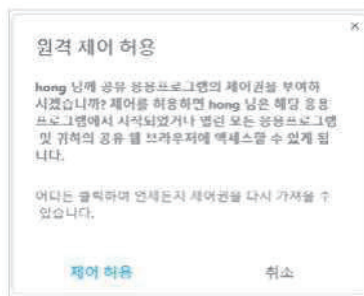 원격 제어 허용
hong 님께 공유 응용프로그램의 제어권을 부여하
시겠습니까? 제어를 허용하면 hong 님은 해당 응용
프로그램에서 시작되었거나 열린 모든 응용프로그램
및 귀하의 공유 웹 브라우저에 액세스할 수 있게 됩
니다.
어디든 클릭하여 언제든지 제어권을 다시 가져올 수
있습니다.
제어 허용 취소